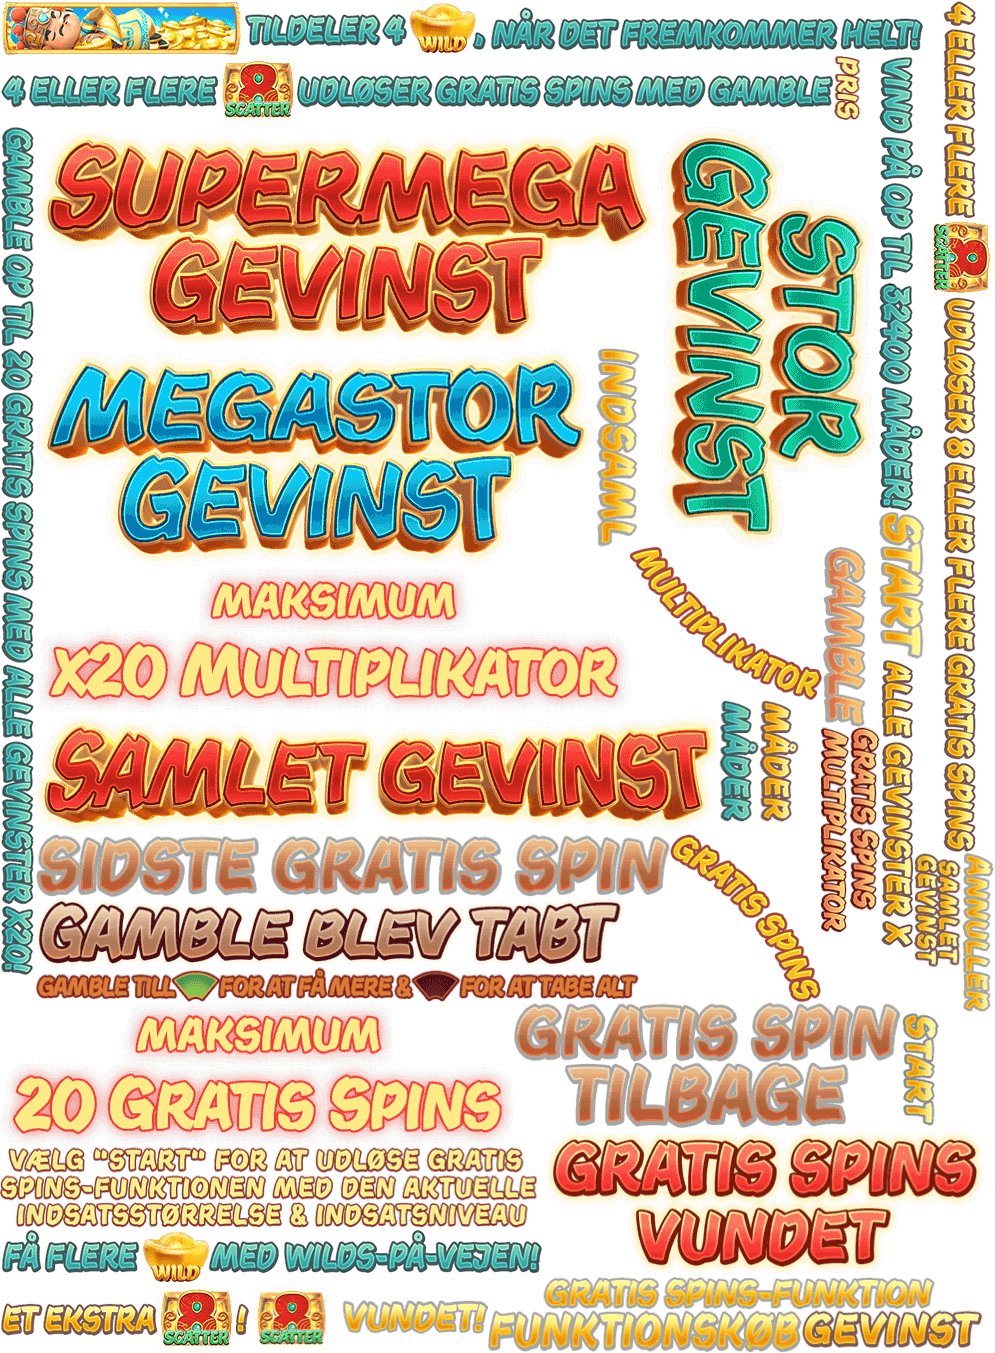 TILDELER 4 WILD, NÅR DET FREMKOMMER HELT!
4 ELLER FLERE SCATTER UDLØSER GRATIS SPINS MED GAMBLE
PRIS
VIND PÅ OP TIL 32400 MÅDER!
4 ELLER FLERE SCATTER UDLØSER 8 ELLER FLERE GRATIS SPINS
GAMBLE OP TIL 20 GRATIS SPINS MED ALLE GEVINSTER X20!
SUPERMEGA
GEVINST
STOR
GEVINST
MEGASTOR
GEVINST
INDSAML
MULTIPLIKATOR
START
GAMBLE
MAKSIMUM
X20 MULTIPLIKATOR
MÅDER
MÅDER
GRATIS SPINS
MULTIPLIKATOR
ALLE GEVINSTER X
SAMLET GEVINST
SIDSTE GRATIS SPIN
GRATIS SPINS
SAMLET
GEVINST
ANNULLER
GAMBLE BLEV TABT
GAMBLE TILL FOR AT FÅ MERE & FOR AT TABE ALT
MAKSIMUM
20 GRATIS SPINS
GRATIS SPIN
TILBAGE
START
VÆLG "START" FOR AT UDLØSE GRATIS
SPINS-FUNKTIONEN MED DEN AKTUELLE
INDSATSSTØRRELSE & INDSATSNIVEAU
GRATIS SPINS
VUNDET
FÅ FLERE WILD MED WILDS-PÅ-VEJEN!
ET EKSTRA SCATTER !
SCATTER VUNDET!
GRATIS SPINS-FUNKTION
FUNKTIONSKØB
GEVINST